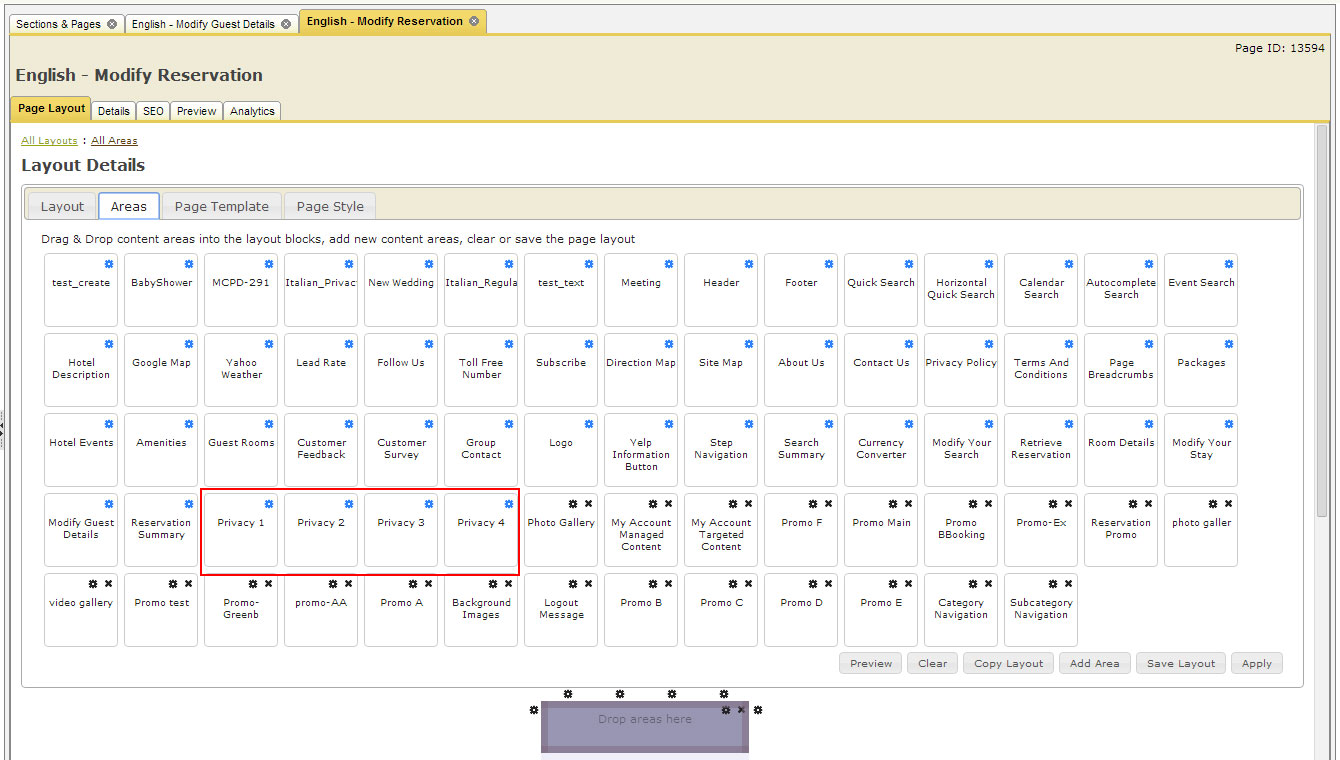 Sections & Pages
English - Modify Guest Details
English - Modify Reservation
Page ID: 13594
English - Modify Reservation
Page Layout
Details
SEO
Preview
Analytics
All Layouts : All Areas
Layout Details
Layout
Areas
Page Template
Page Style
Drag & Drop content areas into the layout blocks, add new content areas, clear or save the page layout
test_create
BabyShower
MCPD-291
Italian_Privac
New Wedding
Italian_Regula
test_text
Meeting
Header
Footer
Quick Search
Horizontal
Quick Search
Calendar
Search
Autocomplete
Search
Event Search
Hotel
Description
Google Map
Yahoo
Weather
Lead Rate
Follow Us
Toll Free
Number
Subscribe
Direction Map
Site Map
About Us
Contact Us
Privacy Policy
Terms And
Conditions
Page
Breadcrumbs
Packages
Hotel Events
Amenities
Guest Rooms
Customer
Feedback
Customer
Survey
Group
Contact
Logo
Yelp
Information
Button
Step
Navigation
Search
Summary
Currency
Converter
Modify Your
Search
Retrieve
Reservation
Room Details
Modify Your
Stay
Modify Guest
Details
Reservation
Summary
Privacy 1
Privacy 2
Privacy 3
Privacy 4
Photo Gallery
My Account
Managed
Content
My Account
Targeted
Content
Promo F
Promo Main
Promo
BBooking
Promo-Ex
Reservation
Promo
photo galler
video gallery
Promo test
Promo-
Greenb
promo-AA
Promo A
Background
Images
Logout
Message
Promo B
Promo C
Promo D
Promo E
Category
Navigation
Subcategory
Navigation
Preview
Clear
Copy Layout
Add Area
Save Layout
Apply
Drop areas here